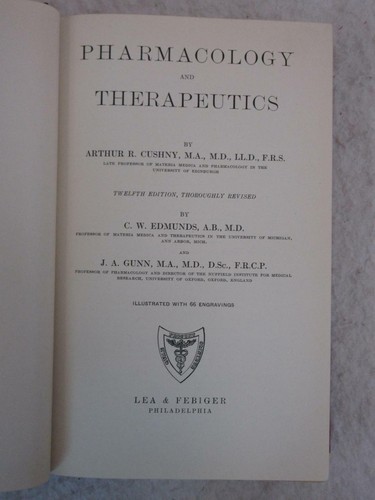 PHARMACOLOGY
AND
THERAPEUTICS
BY
ARTHUR R. CUSHNY, M.A., M.D., LL.D., F.R.S.
LATE PROFESSOR OF MATERIA MEDICA AND PHARMACOLOGY IN THE
UNIVERSITY OF EDINBURGH
TWELFTH EDITION, THOROUGHLY REVISED
BY
C. W. EDMUNDS, A.B., M.D.
PROFESSOR OF MATERIA MEDICA AND THERAPEUTICS IN THE UNIVERSITY OF MICHIGAN,
ANN ARBOR, MICH.
AND
J. A. GUNN, M.A., M.D., D.Sc., F.R.C.P.
PROFESSOR OF PHARMACOLOGY AND DIRECTOR OF THE NUFFIELD INSTITUTE FOR MEDICAL
RESEARCH, UNIVERSITY OF OXFORD, OXFORD, ENGLAND
ILLUSTRATED WITH 66 ENGRAVINGS
LEA & FEBIGER
PHILADELPHIA